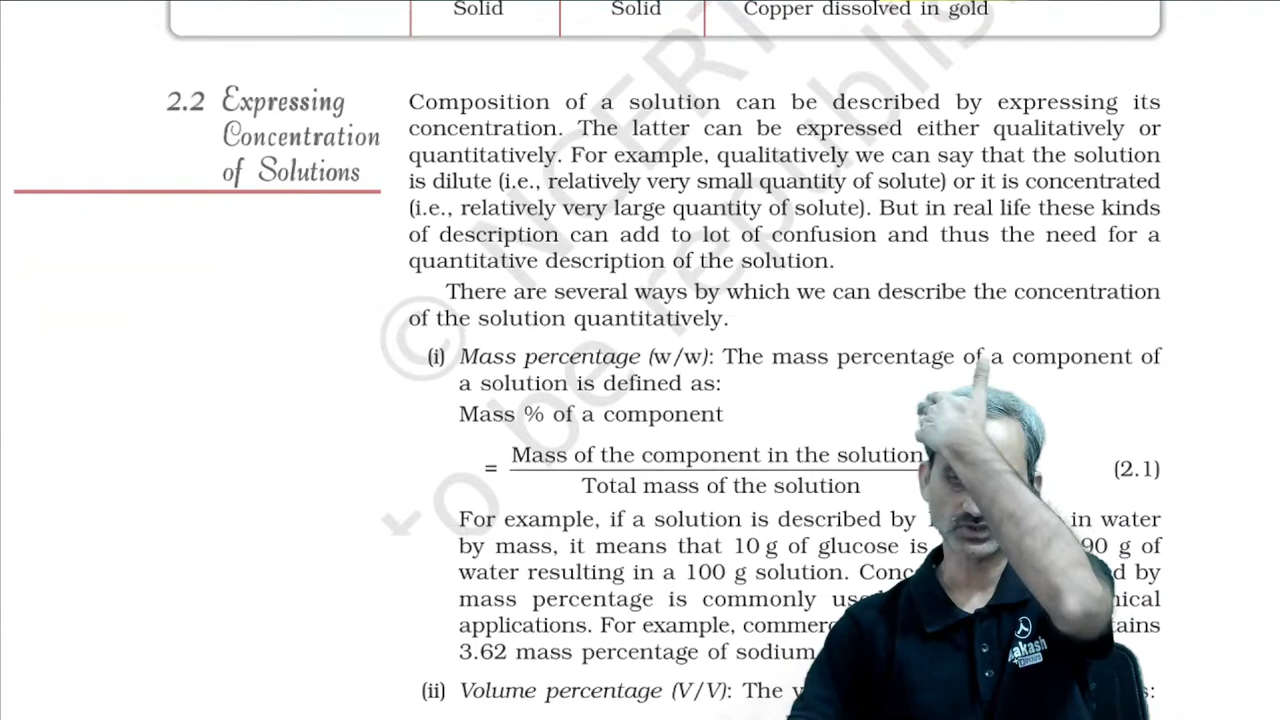 Solid Solid Copper dissolved in gold
2.2 Expressing
Concentration
of Solutions
Composition of a solution can be described by expressing its
concentration. The latter can be expressed either qualitatively or
quantitatively. For example, qualitatively we can say that the solution
is dilute (i.e., relatively very small quantity of solute) or it is concentrated
(i.e., relatively very large quantity of solute). But in real life these kinds
of description can add to lot of confusion and thus the need for a
quantitative description of the solution.
There are several ways by which we can describe the concentration
of the solution quantitatively.
(i) Mass percentage (w/w): The mass percentage of a component of
a solution is defined as:
Mass % of a component
= Mass of the component in the solution
Total mass of the solution
(2.1)
For example, if a solution is described by in water
by mass, it means that 10 g of glucose is 90 g of
water resulting in a 100 g solution. by
mass percentage is commonly
applications. For example,
3.62 mass percentage of sodium
(ii) Volume percentage (V/V): The
© NCERT
to be republis
akash